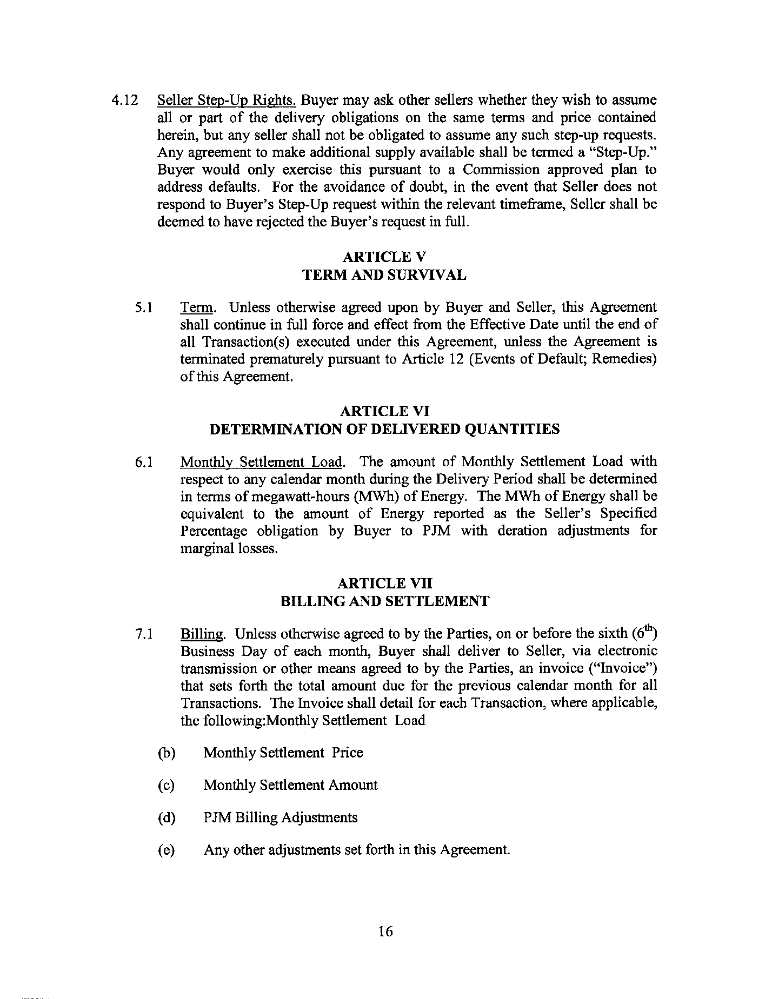 4.12 Seller Step-Up Rights. Buyer may ask other sellers whether they wish to assume
all or part of the delivery obligations on the same terms and price contained
herein, but any seller shall not be obligated to assume any such step-up requests.
Any agreement to make additional supply available shall be termed a “Step-Up.”
Buyer would only exercise this pursuant to a Commission approved plan to
address defaults. For the avoidance of doubt, in the event that Seller does not
respond to Buyer’s Step-Up request within the relevant timeframe, Seller shall be
deemed to have rejected the Buyer’s request in full.
ARTICLE V
TERM AND SURVIVAL
5.1 Term. Unless otherwise agreed upon by Buyer and Seller, this Agreement
shall continue in full force and effect from the Effective Date until the end of
all Transaction(s) executed under this Agreement, unless the Agreement is
terminated prematurely pursuant to Article 12 (Events of Default; Remedies)
of this Agreement.
ARTICLE VI
DETERMINATION OF DELIVERED QUANTITIES
6.1 Monthly Settlement Load. The amount of Monthly Settlement Load with
respect to any calendar month during the Delivery Period shall be determined
in terms of megawatt-hours (MWh) of Energy. The MWh of Energy shall be
equivalent to the amount of Energy reported as the Seller’s Specified
Percentage obligation by Buyer to PJM with deration adjustments for
marginal losses.
ARTICLE VII
BILLING AND SETTLEMENT
7.1 Billing. Unless otherwise agreed to by the Parties, on or before the sixth (6th)
Business Day of each month, Buyer shall deliver to Seller, via electronic
transmission or other means agreed to by the Parties, an invoice (“Invoice”)
that sets forth the total amount due for the previous calendar month for all
Transactions. The Invoice shall detail for each Transaction, where applicable,
the following:Monthly Settlement Load
(b) Monthly Settlement Price
(c) Monthly Settlement Amount
(d) PJM Billing Adjustments
(e) Any other adjustments set forth in this Agreement.
16